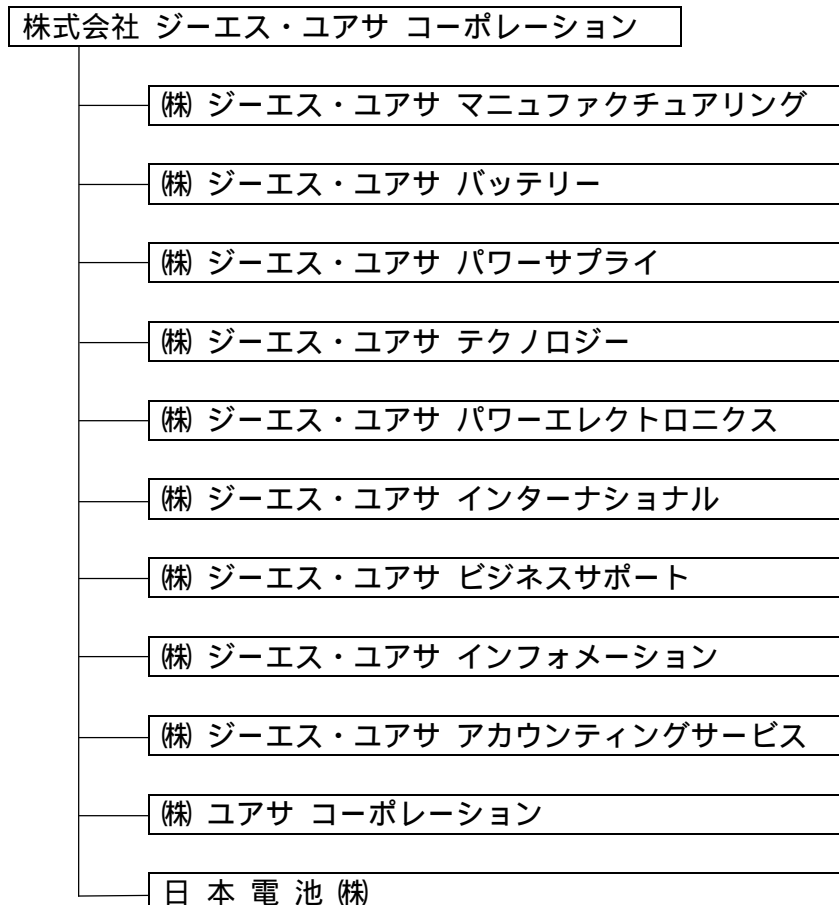 株式会社 ジーエス・ユアサ コーポレーション
㈱ ジーエス・ユアサ マニュファクチュアリング
㈱ ジーエス・ユアサ バッテリー
㈱ ジーエス・ユアサ パワーサプライ
㈱ ジーエス・ユアサ テクノロジー
㈱ ジーエス・ユアサ パワーエレクトロニクス
㈱ ジーエス・ユアサ インターナショナル
㈱ ジーエス・ユアサ ビジネスサポート
㈱ ジーエス・ユアサ インフォメーション
㈱ ジーエス・ユアサ アカウンティングサービス
㈱ ユアサ コーポレーション
日 本 電 池 ㈱